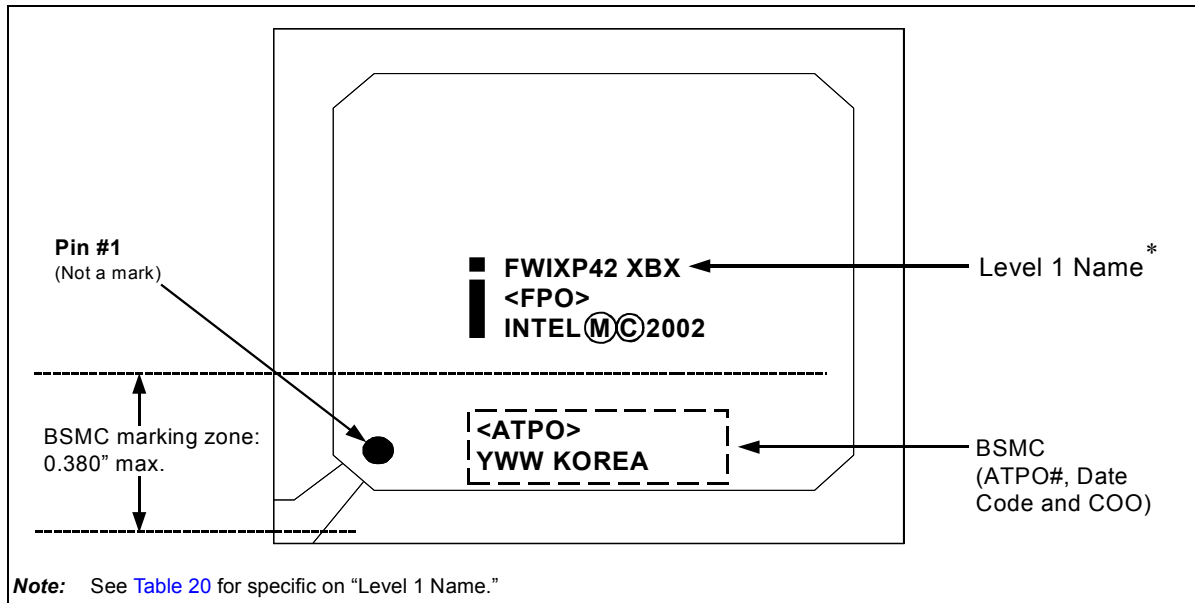 Pin #1
(Not a mark)
FWIXP42 XBX
<FPO>
INTEL Ⓜ Ⓒ 2002
Level 1 Name*
BSMC marking zone:
0.380” max.
<ATPO>
YWW KOREA
BSMC
(ATPO#, Date
Code and COO)
Note: See Table 20 for specific on “Level 1 Name.”